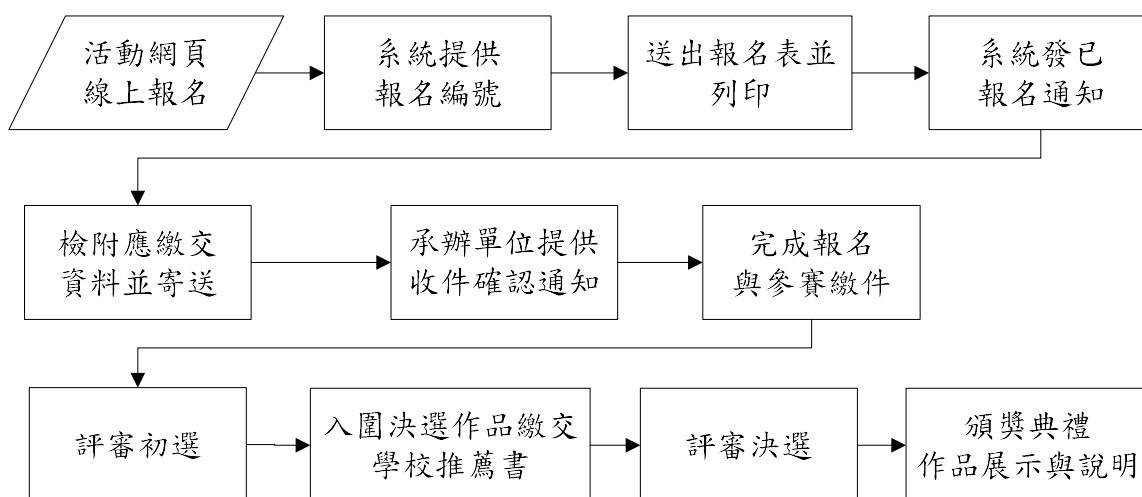 活動網頁
線上報名
系統提供
報名編號
送出報名表並
列印
系統發已
報名通知
檢附應繳交
資料並寄送
承辦單位提供
收件確認通知
完成報名
與參賽繳件
評審初選
入圍決選作品繳交
學校推薦書
評審決選
頒獎典禮
作品展示與說明